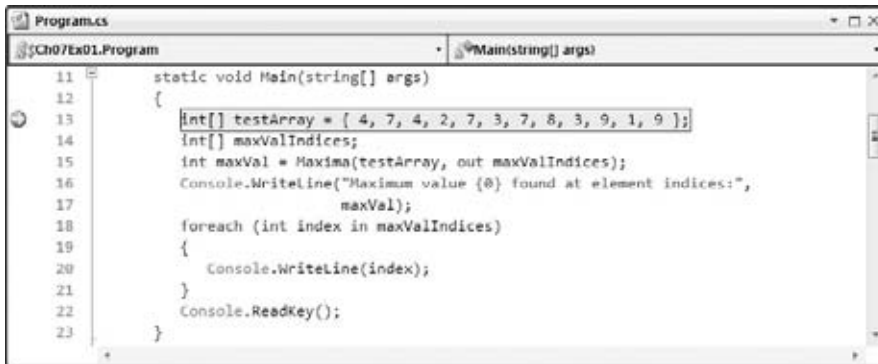 Program.cs
Ch07Ex01.Program
Main(string[] args)
11 static void Main(string[] args)
12 {
13 int[] testArray = { 4, 7, 4, 2, 7, 3, 7, 8, 3, 9, 1, 9 };
14 int[] maxValIndices;
15 int maxVal = Maxima(testArray, out maxValIndices);
16 Console.WriteLine("Maximum value {0} found at element indices:",
17 maxVal);
18 foreach (int index in maxValIndices)
19 {
20 Console.WriteLine(index);
21 }
22 Console.ReadKey();
23 }